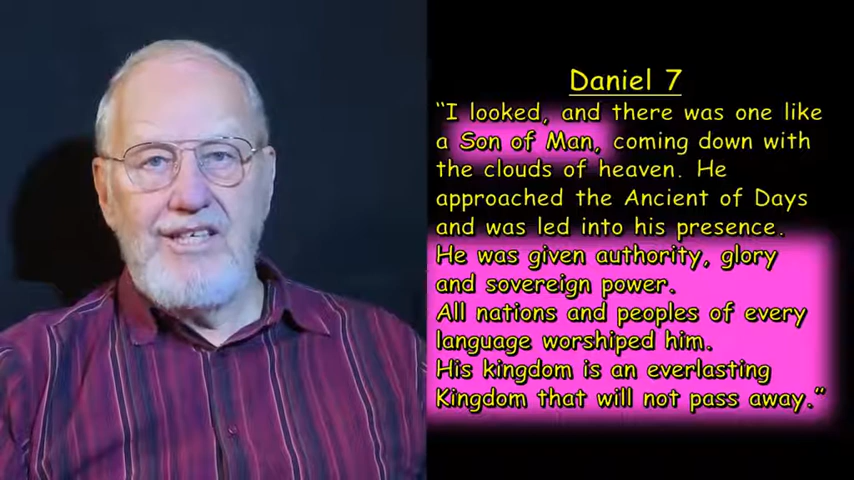 Daniel 7
“I looked, and there was one like
a Son of Man, coming down with
the clouds of heaven. He
approached the Ancient of Days
and was led into his presence.
He was given authority, glory
and sovereign power.
All nations and peoples of every
language worshiped him.
His kingdom is an everlasting
Kingdom that will not pass away.”